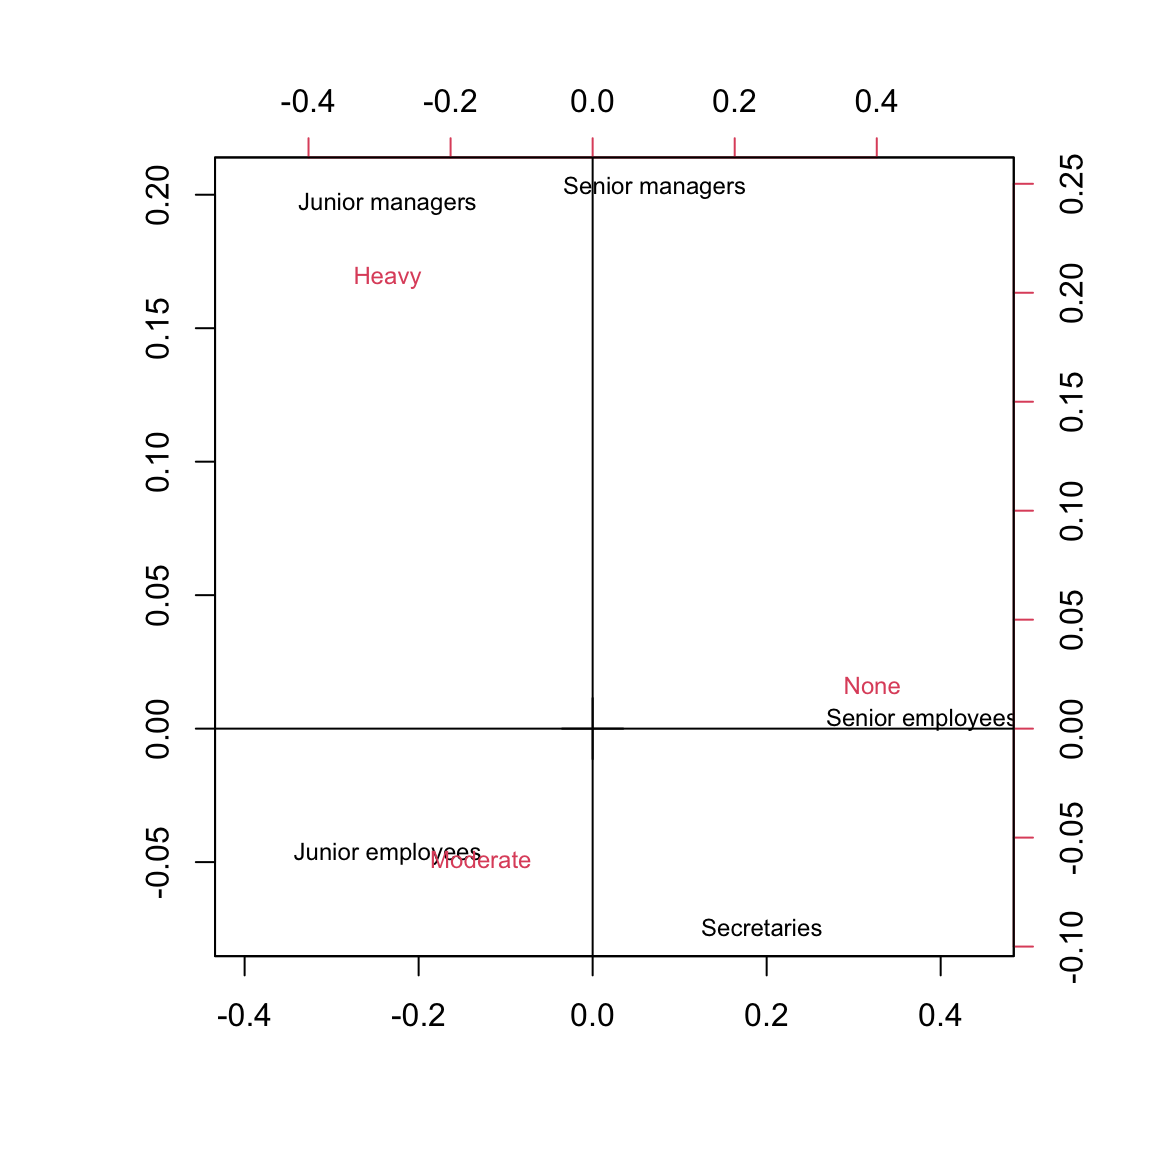 -0.4 -0.2 0.0 0.2 0.4
Senior managers
Junior managers
Heavy
None
Senior employees
Junior employees
Moderate
Secretaries
0.20
0.15
0.10
0.05
0.00
-0.05
0.25
0.20
0.15
0.10
0.05
0.00
-0.05
-0.10
-0.4 -0.2 0.0 0.2 0.4